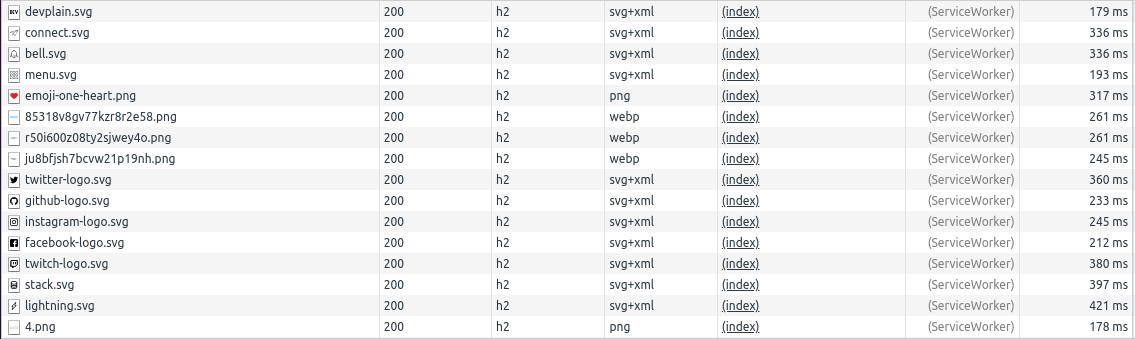 devplain.svg 200 h2 svg+xml (index) (ServiceWorker) 179 ms
connect.svg 200 h2 svg+xml (index) (ServiceWorker) 336 ms
bell.svg 200 h2 svg+xml (index) (ServiceWorker) 336 ms
menu.svg 200 h2 svg+xml (index) (ServiceWorker) 193 ms
emoji-one-heart.png 200 h2 png (index) (ServiceWorker) 317 ms
85318v8gv77kzr8r2e58.png 200 h2 webp (index) (ServiceWorker) 261 ms
r50i600z08ty2sjwey4o.png 200 h2 webp (index) (ServiceWorker) 261 ms
ju8bfjsh7bcvw21p19nh.png 200 h2 webp (index) (ServiceWorker) 245 ms
twitter-logo.svg 200 h2 svg+xml (index) (ServiceWorker) 360 ms
github-logo.svg 200 h2 svg+xml (index) (ServiceWorker) 233 ms
instagram-logo.svg 200 h2 svg+xml (index) (ServiceWorker) 245 ms
facebook-logo.svg 200 h2 svg+xml (index) (ServiceWorker) 212 ms
twitch-logo.svg 200 h2 svg+xml (index) (ServiceWorker) 380 ms
stack.svg 200 h2 svg+xml (index) (ServiceWorker) 397 ms
lightning.svg 200 h2 svg+xml (index) (ServiceWorker) 421 ms
4.png 200 h2 png (index) (ServiceWorker) 178 ms